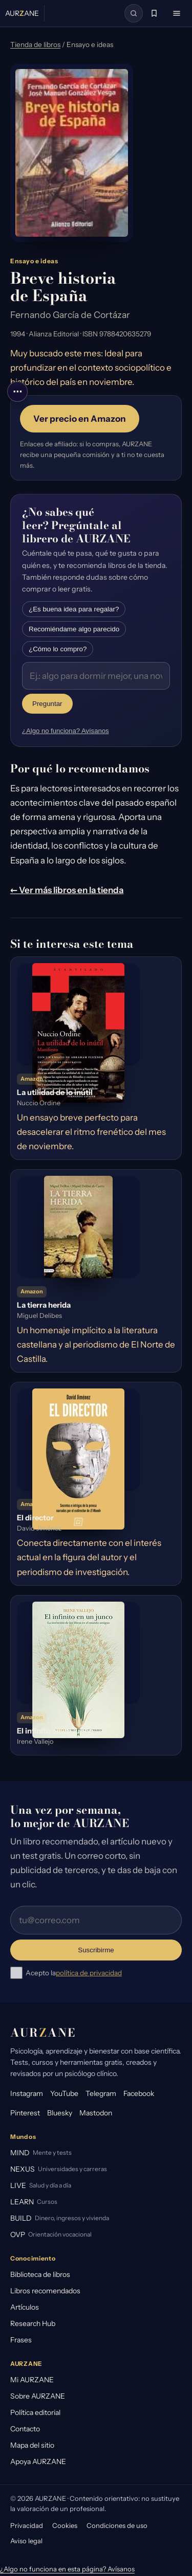 AURZANE
Tienda de libros / Ensayo e ideas
Fernando García de Cortázar
José Manuel González Vesga
Breve historia
de España
Alianza Editorial
Ensayo e ideas
Breve historia
de España
Fernando García de Cortázar
1994 · Alianza Editorial · ISBN 9788420635279
Muy buscado este mes: Ideal para
profundizar en el contexto sociopolítico e
histórico del país en noviembre.
Ver precio en Amazon
Enlaces de afiliado: si lo compras, AURZANE
recibe una pequeña comisión y a ti no te cuesta
más.
¿No sabes qué
leer? Pregúntale al
librero de AURZANE
Cuéntale qué te pasa, qué te gusta o para
quién es, y te recomienda libros de la tienda.
También responde dudas sobre cómo
comprar o leer gratis.
¿Es buena idea para regalar?
Recomiéndame algo parecido
¿Cómo lo compro?
Ej.: algo para dormir mejor, una nov
Preguntar
¿Algo no funciona? Avísanos
Por qué lo recomendamos
Es para lectores interesados en recorrer los
acontecimientos clave del pasado español
de forma amena y rigurosa. Aporta una
perspectiva amplia y narrativa de la
identidad, los conflictos y la cultura de
España a lo largo de los siglos.
← Ver más libros en la tienda
Si te interesa este tema
Nuccio Ordine
La utilidad de lo inútil
Manifiesto
Amazon
La utilidad de lo inútil
Nuccio Ordine
Un ensayo breve perfecto para
desacelerar el ritmo frenético del mes
de noviembre.
LA TIERRA
HERIDA
Amazon
La tierra herida
Miguel Delibes
Un homenaje implícito a la literatura
castellana y al periodismo de El Norte de
Castilla.
David Jiménez
EL DIRECTOR
Secretos e intrigas de la prensa
narrados por el exdirector de El Mundo
El director
Conecta directamente con el interés
actual en la figura del autor y el
periodismo de investigación.
IRENE VALLEJO
El infinito en un junco
Irene Vallejo
Una vez por semana,
lo mejor de AURZANE
Un libro recomendado, el artículo nuevo y
un test gratis. Un correo corto, sin
publicidad de terceros, y te das de baja con
un clic.
tu@correo.com
Suscribirme
Acepto la política de privacidad
AURZANE
Psicología, aprendizaje y bienestar con base científica.
Tests, cursos y herramientas gratis, creados y
revisados por un psicólogo clínico.
Instagram YouTube Telegram Facebook
Pinterest Bluesky Mastodon
Mundos
MIND Mente y tests
NEXUS Universidades y carreras
LIVE Salud y día a día
LEARN Cursos
BUILD Dinero, ingresos y vivienda
OVP Orientación vocacional
Conocimiento
Biblioteca de libros
Libros recomendados
Artículos
Research Hub
Frases
AURZANE
Mi AURZANE
Sobre AURZANE
Política editorial
Contacto
Mapa del sitio
Apoya AURZANE
© 2026 AURZANE · Contenido orientativo: no sustituye
la valoración de un profesional.
Privacidad Cookies Condiciones de uso
Aviso legal
¿Algo no funciona en esta página? Avísanos